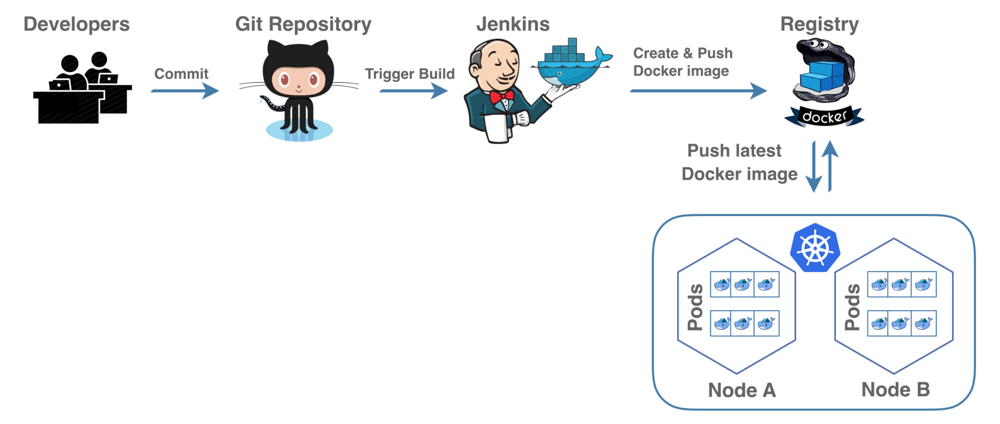 Developers
Git Repository
Jenkins
Registry
Commit
Trigger Build
Create & Push
Docker image
docker
Push latest
Docker image
Pods
Pods
Node A
Node B